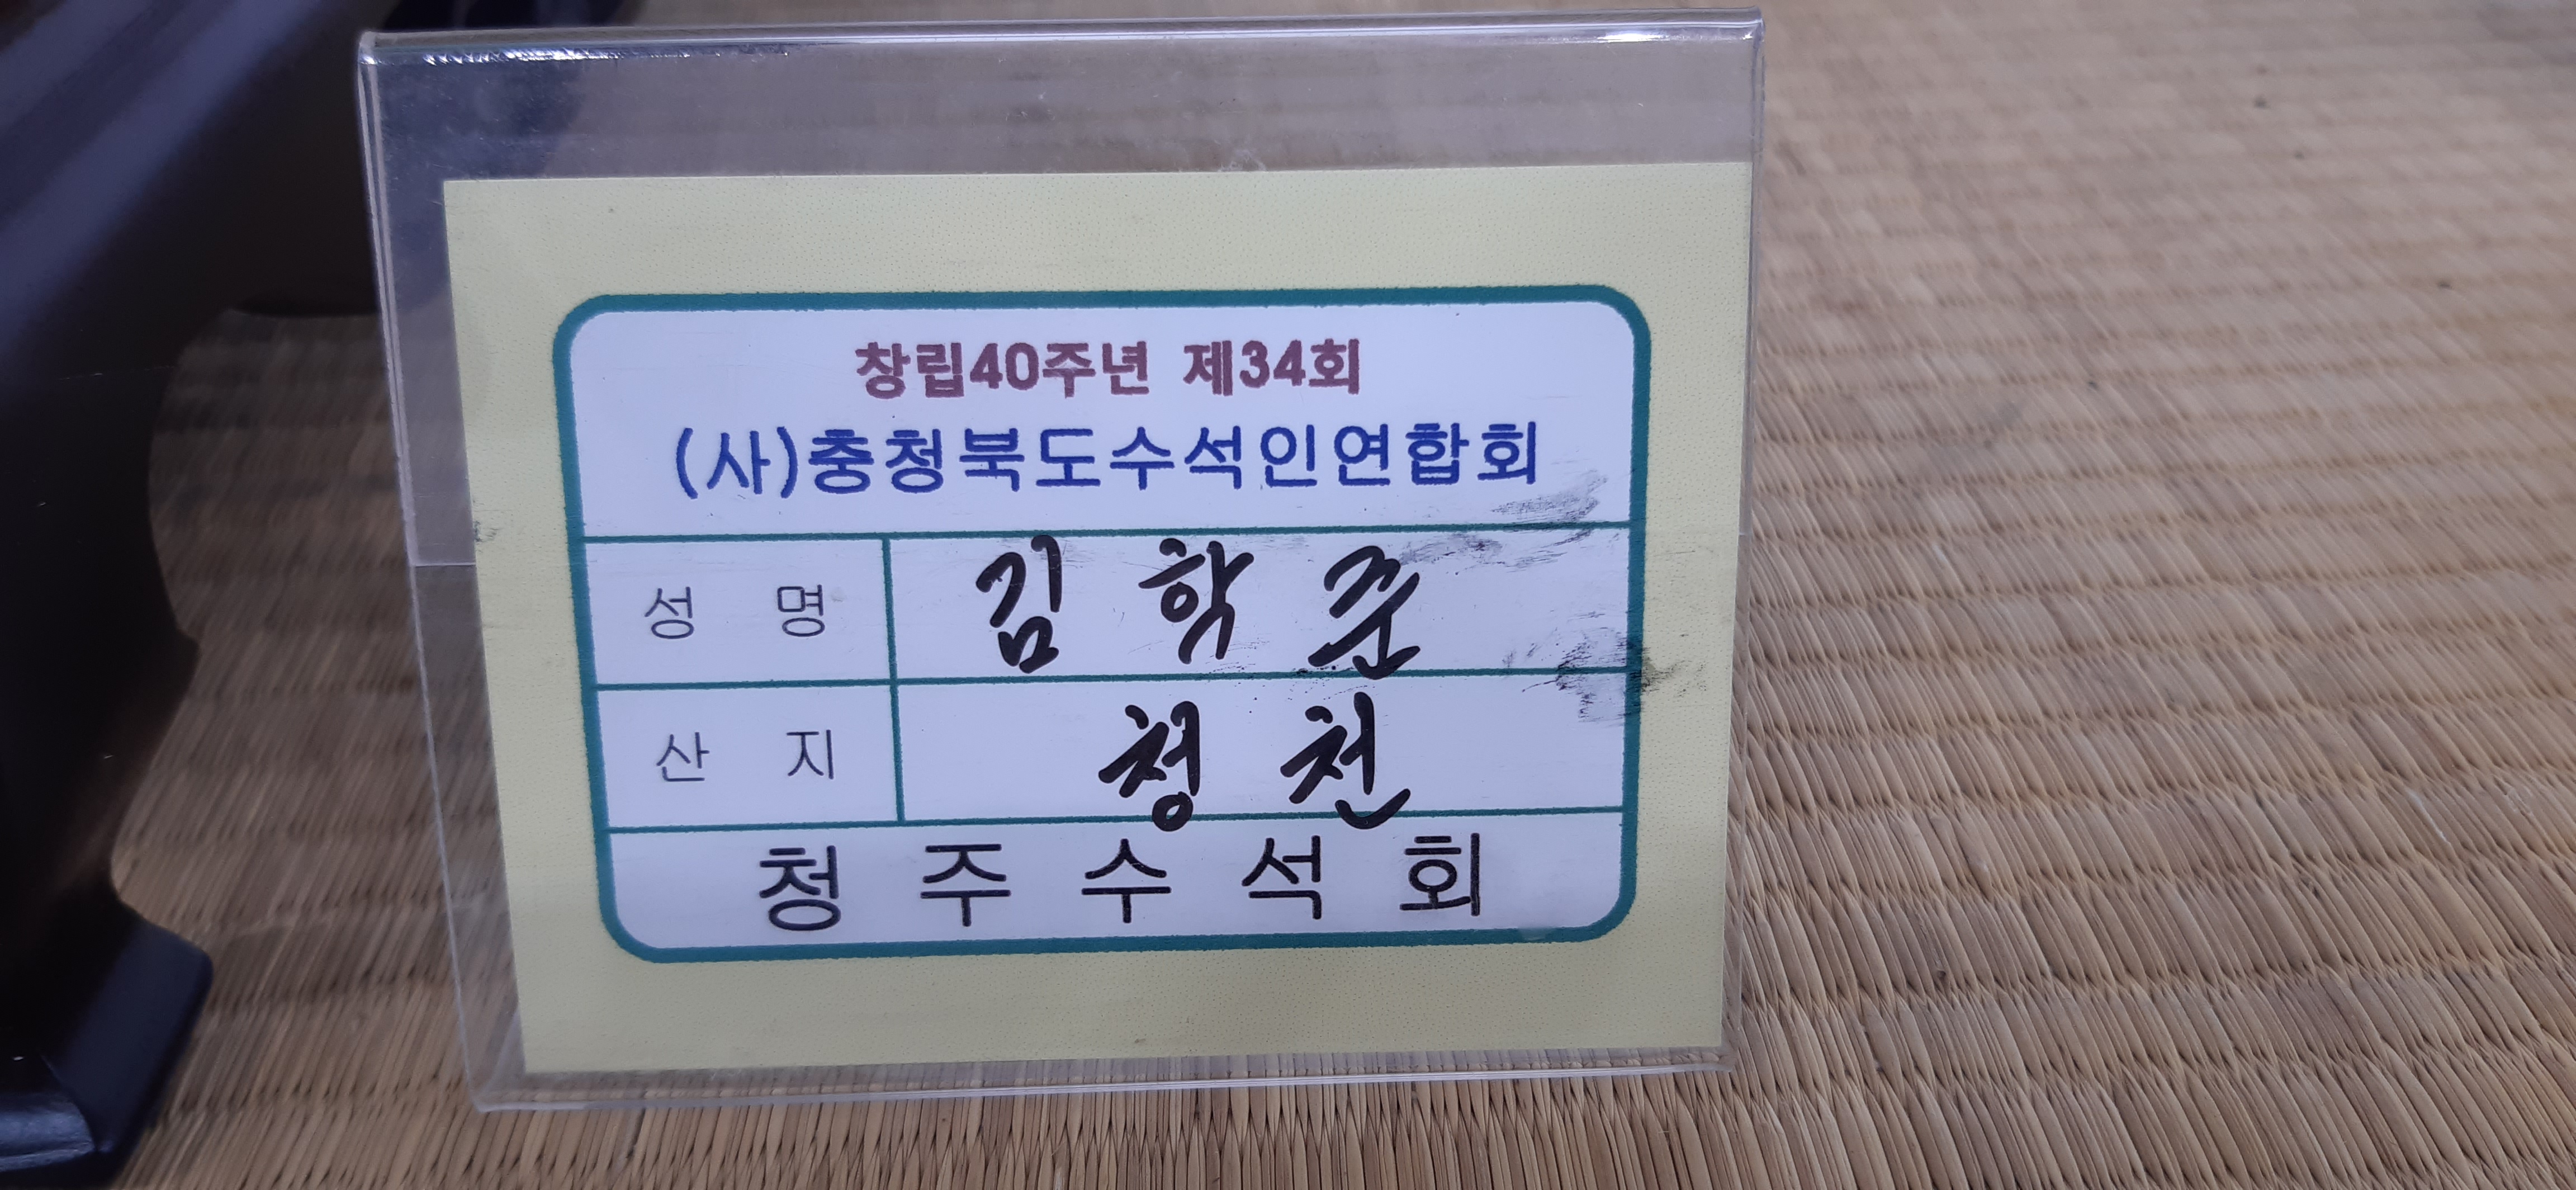 창립40주년 제34회
(사)충청북도수석인연합회
성 명 김 학 준
산 지 청 천
청 주 수 석 회